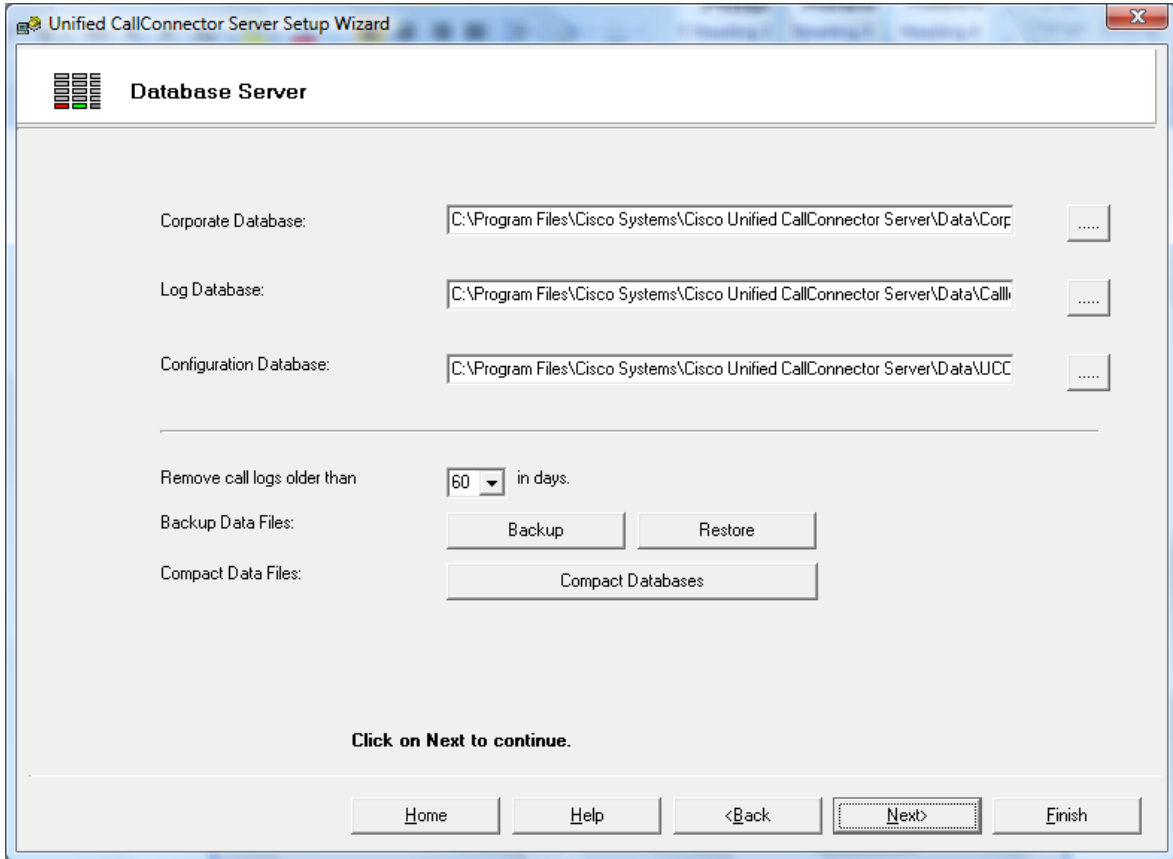 Unified CallConnector Server Setup Wizard
Database Server
Corporate Database:
C:\Program Files\Cisco Systems\Cisco Unified CallConnector Server\Data\Corp
.....
Log Database:
C:\Program Files\Cisco Systems\Cisco Unified CallConnector Server\Data\Calll
.....
Configuration Database:
C:\Program Files\Cisco Systems\Cisco Unified CallConnector Server\Data\UCC
.....
Remove call logs older than 60 in days.
Backup Data Files:
Backup
Restore
Compact Data Files:
Compact Databases
Click on Next to continue.
Home
Help
<Back
Next>
Finish